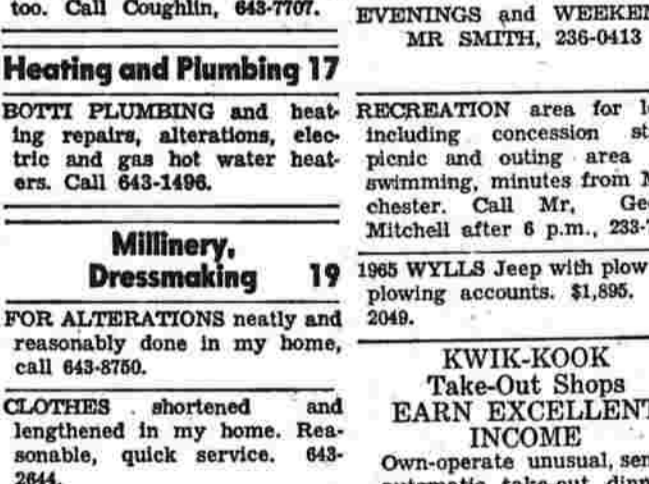 too. Call Coughlin, 643-7707.
Heating and Plumbing 17
BOTTI PLUMBING and heat-
ing repairs, alterations, elec-
tric and gas hot water heat-
ers. Call 643-1496.
Millinery,
Dressmaking 19
FOR ALTERATIONS neatly and
reasonably done in my home,
call 643-8750.
CLOTHES shortened and
lengthened in my home. Rea-
sonable, quick service. 643-
2644.
EVENINGS and
MR SMITH, 236-0413
RECREATION area for
including concession
picnic and outing area
swimming, minutes from
chester. Call Mr,
Mitchell after 6 p.m., 233-
1965 WYLLS Jeep with plow
plowing accounts. $1,895.
2049.
KWIK-KOOK
Take-Out Shops
EARN EXCELLENT
INCOME
Own-operate unusual,
take-out